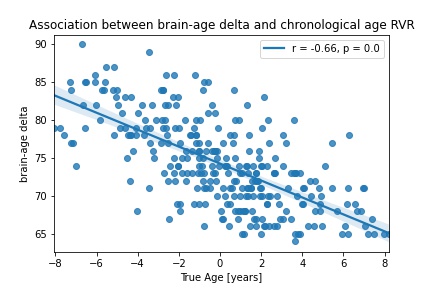 Association between brain-age delta and chronological age RVR
r = -0.66, p = 0.0
90
85
80
75
70
65
brain-age delta
−8 −6 −4 −2 0 2 4 6 8
True Age [years]